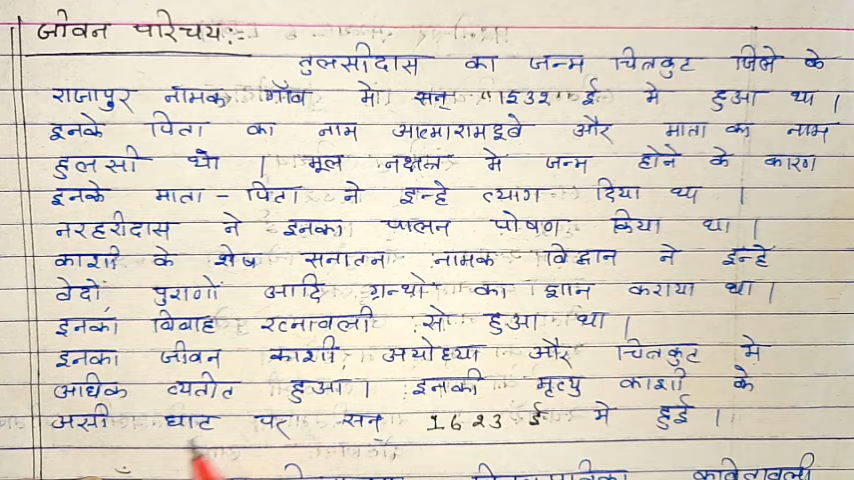 जीवन परिचय:-
तुलसीदास का जन्म चित्रकुट जिले के
राजापुर नामक गाँव में सन् 1532 ई मे हुआ था।
इनके पिता का नाम आत्मारामदुबे और माता का नाम
हुलसी था। मूल नक्षत्र मे जन्म होने के कारण
इनके माता-पिता ने इन्हे त्याग दिया था।
नरहरीदास ने इनका पालन पोषण किया था।
काशी के शेष सनातन नामक विद्वान ने इन्हे
वेदों, पुराणों आदि ग्रन्थो का ज्ञान कराया था।
इनका विवाह रत्नावली से हुआ था।
इनका जीवन काशी, अयोध्या और चित्रकुट मे
अधिक व्यतीत हुआ। इनकी मृत्यु काशी के
असी घाट पर सन् 1623 ई मे हुई।
कवितावली